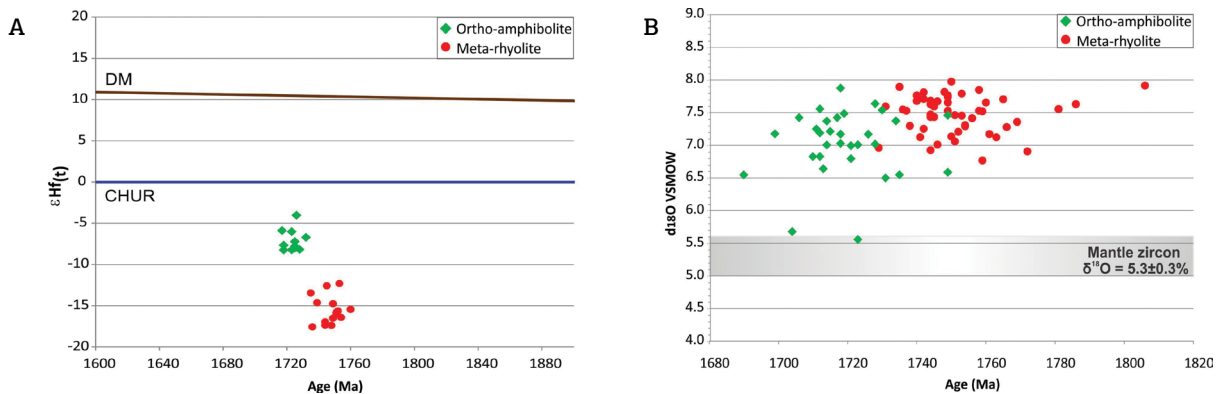 A
20
15
10
5
0
-5
-10
-15
-20
εHf(t)
DM
CHUR
Ortho-amphibolite
Meta-rhyolite
1600 1640 1680 1720 1760 1800 1840 1880
Age (Ma)
B
9.0
8.5
8.0
7.5
7.0
6.5
6.0
5.5
5.0
4.5
4.0
d18O VSMOW
Ortho-amphibolite
Meta-rhyolite
Mantle zircon
δ18O = 5.3±0.3%
1680 1700 1720 1740 1760 1780 1800 1820
Age (Ma)